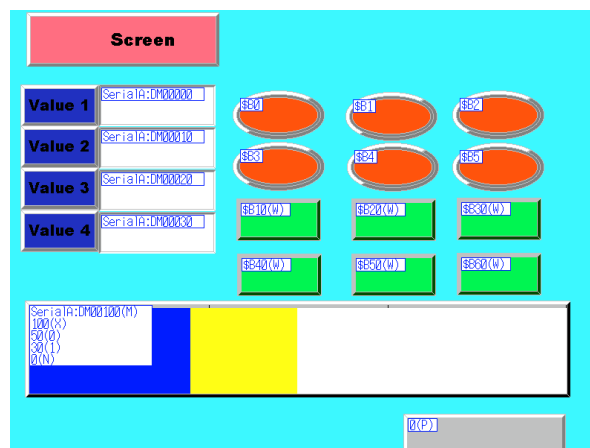 Screen
Value 1 SerialA:DM00000 $B0 $B1 $B2
Value 2 SerialA:DM00010
$B3 $B4 $B5
Value 3 SerialA:DM00020
$B10(W) $B20(W) $B30(W)
Value 4 SerialA:DM00030
$B40(W) $B50(W) $B60(W)
SerialA:DM00100(M)
100(X)
50(0)
30(1)
0(N)
0(P)